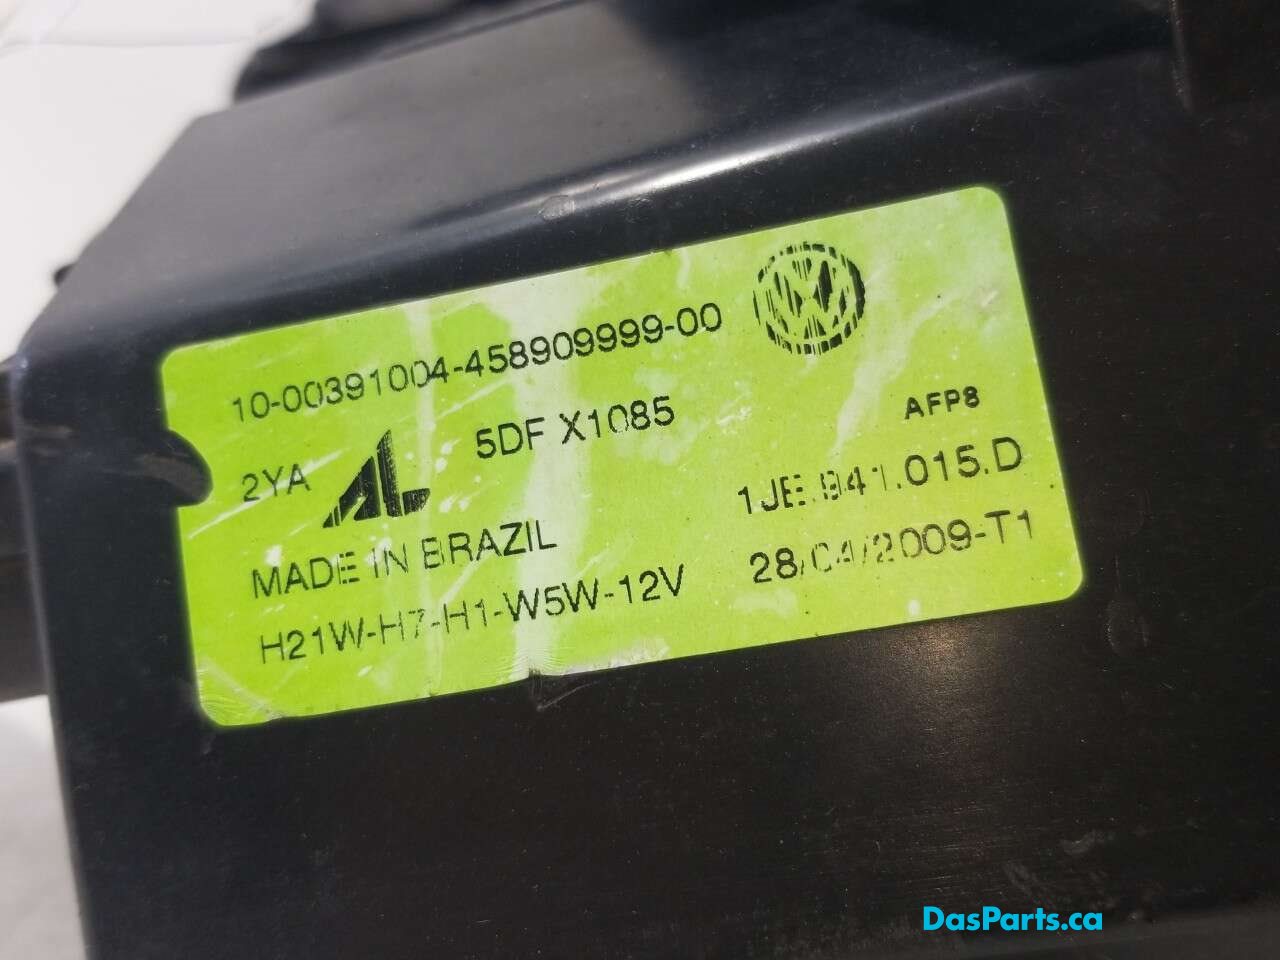 10-00391004-458909999-00
2YA AL 5DF X1085 AFP8
MADE IN BRAZIL 1JE.941.015.D
H21W-H7-H1-W5W-12V 28/04/2009-T1
DasParts.ca